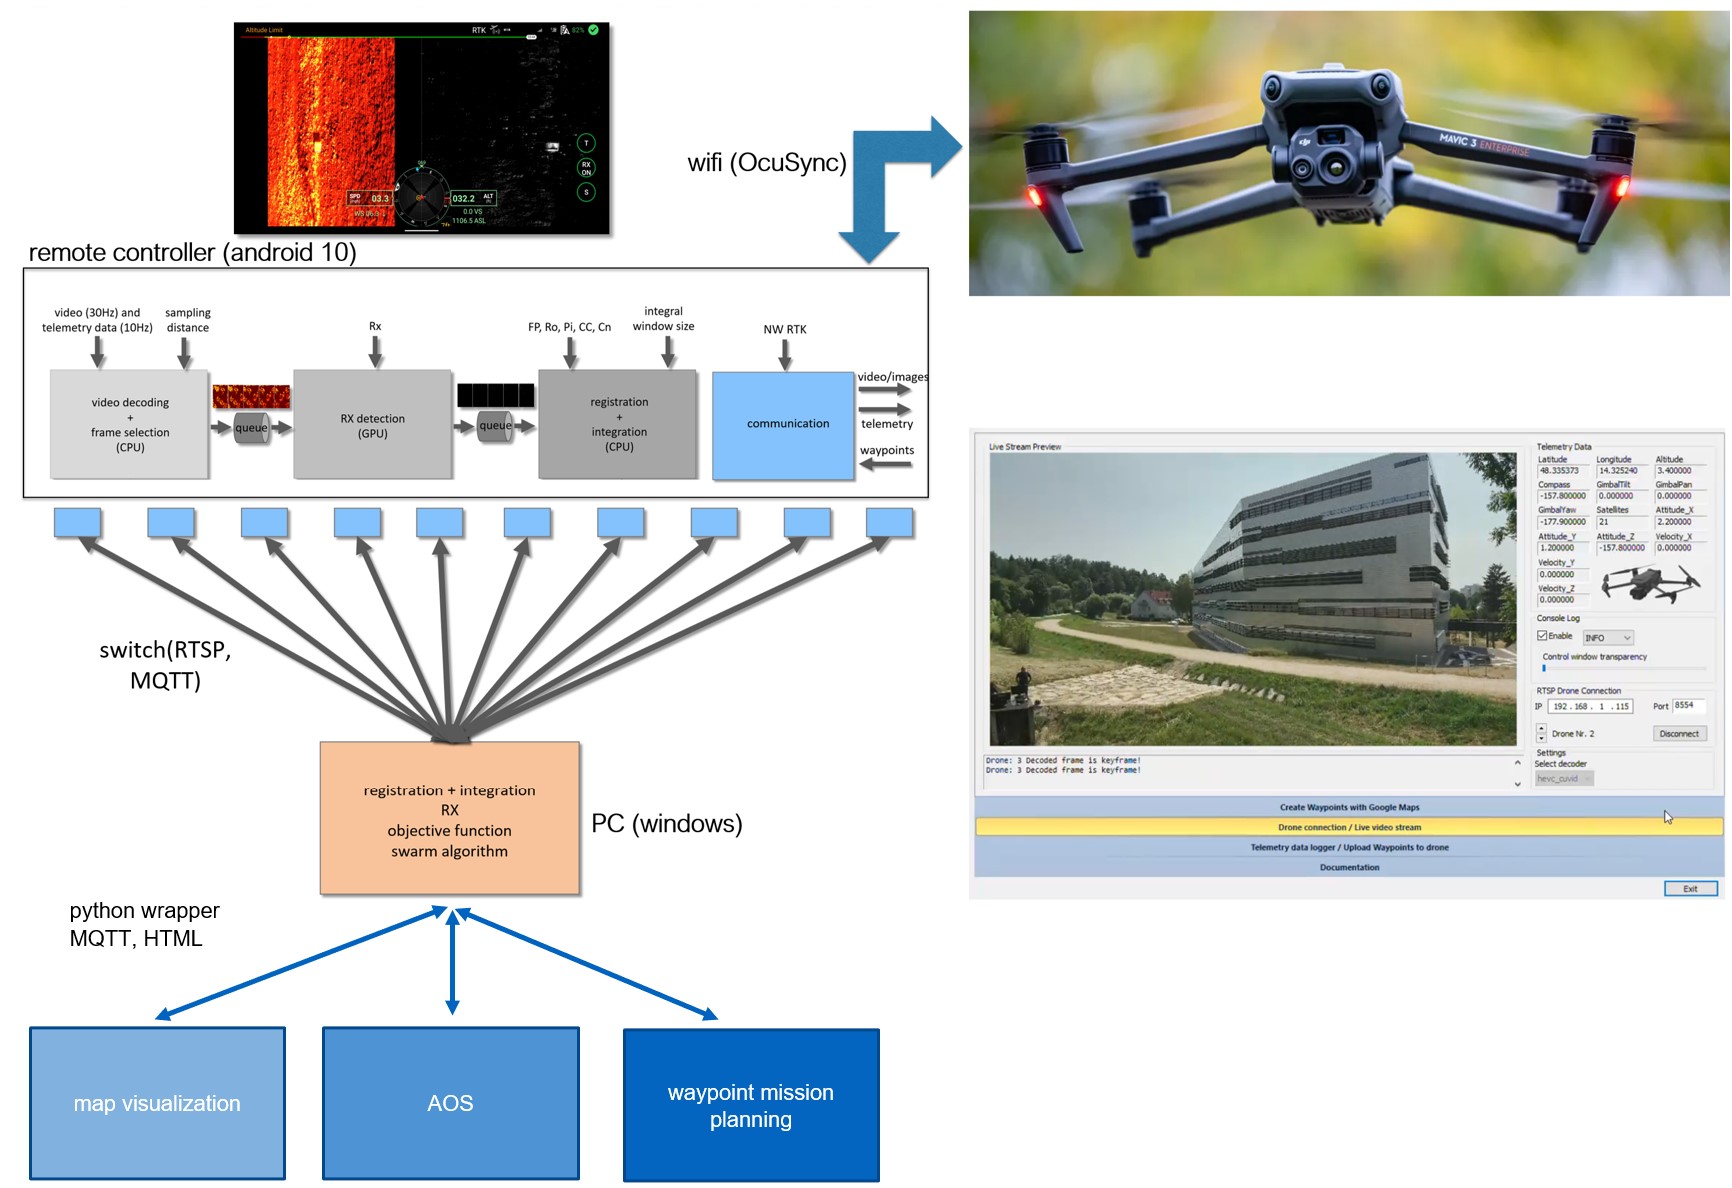 Altitude Limit
RTK
82%
T
RX
ON
S
SPD
03.3
032.2 ALT
WS 06.3
0.0 VS
1106.5 ASL
remote controller (android 10)
wifi (OcuSync)
MAVIC 3 ENTERPRISE
dji
video (30Hz) and
telemetry data (10Hz)
sampling
distance
Rx
FP, Ro, Pi, CC, Cn
integral
window size
NW RTK
video decoding
+
frame selection
(CPU)
queue
RX detection
(GPU)
queue
registration
+
integration
(CPU)
communication
video/images
telemetry
waypoints
switch(RTSP,
MQTT)
registration + integration
RX
objective function
swarm algorithm
PC (windows)
python wrapper
MQTT, HTML
map visualization
AOS
waypoint mission
planning
Live Stream Preview
Telemetry Data
Latitude Longitude Altitude
48.335373 14.325240 3.400000
Compass GimbalTilt GimbalPan
-157.800000 0.000000 0.000000
GimbalYaw Satellites Attitude_X
-177.900000 21 2.200000
Attitude_Y Attitude_Z Velocity_X
1.200000 -157.800000 0.000000
Velocity_Y
0.000000
Velocity_Z
0.000000
Console Log
Enable INFO
Control window transparency
RTSP Drone Connection
IP 192 . 168 . 1 . 115 Port 8554
Drone Nr. 2 Disconnect
Settings
Select decoder
hevc_cuvid
Drone: 3 Decoded frame is keyframe!
Drone: 3 Decoded frame is keyframe!
Create Waypoints with Google Maps
Drone connection / Live video stream
Telemetry data logger / Upload Waypoints to drone
Documentation
Exit